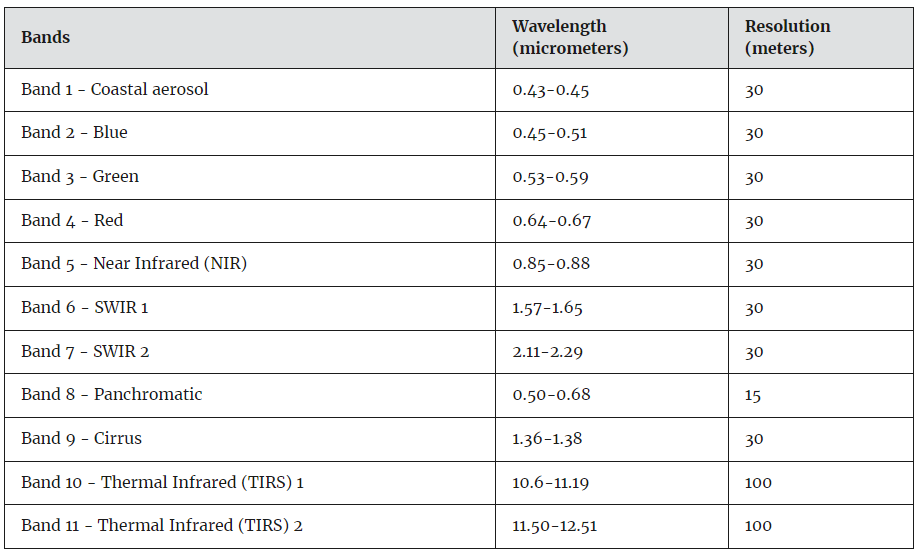 Bands Wavelength (micrometers) Resolution (meters)
Band 1 - Coastal aerosol 0.43-0.45 30
Band 2 - Blue 0.45-0.51 30
Band 3 - Green 0.53-0.59 30
Band 4 - Red 0.64-0.67 30
Band 5 - Near Infrared (NIR) 0.85-0.88 30
Band 6 - SWIR 1 1.57-1.65 30
Band 7 - SWIR 2 2.11-2.29 30
Band 8 - Panchromatic 0.50-0.68 15
Band 9 - Cirrus 1.36-1.38 30
Band 10 - Thermal Infrared (TIRS) 1 10.6-11.19 100
Band 11 - Thermal Infrared (TIRS) 2 11.50-12.51 100